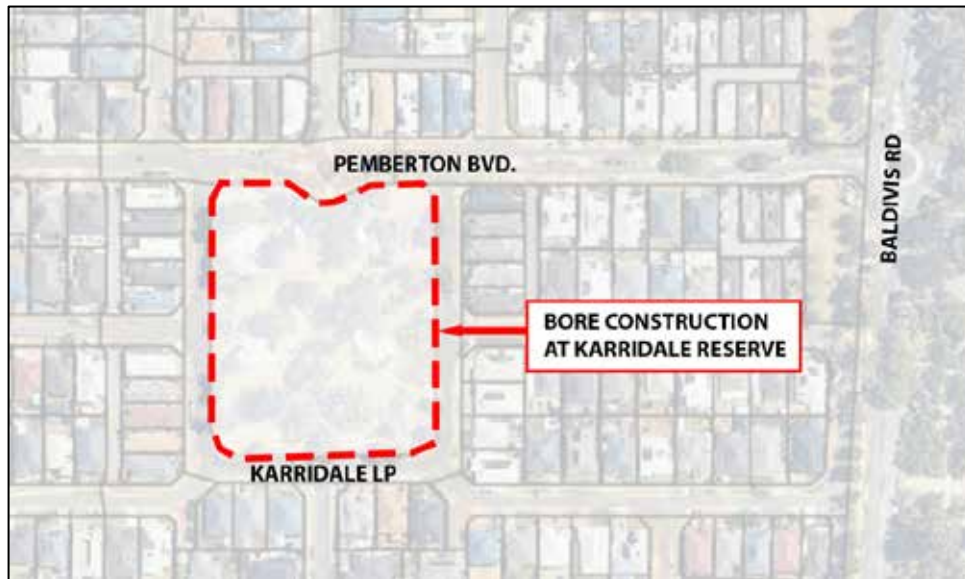 PEMBERTON BVD.
BALDIVIS RD
BORE CONSTRUCTION
AT KARRIDALE RESERVE
KARRIDALE LP